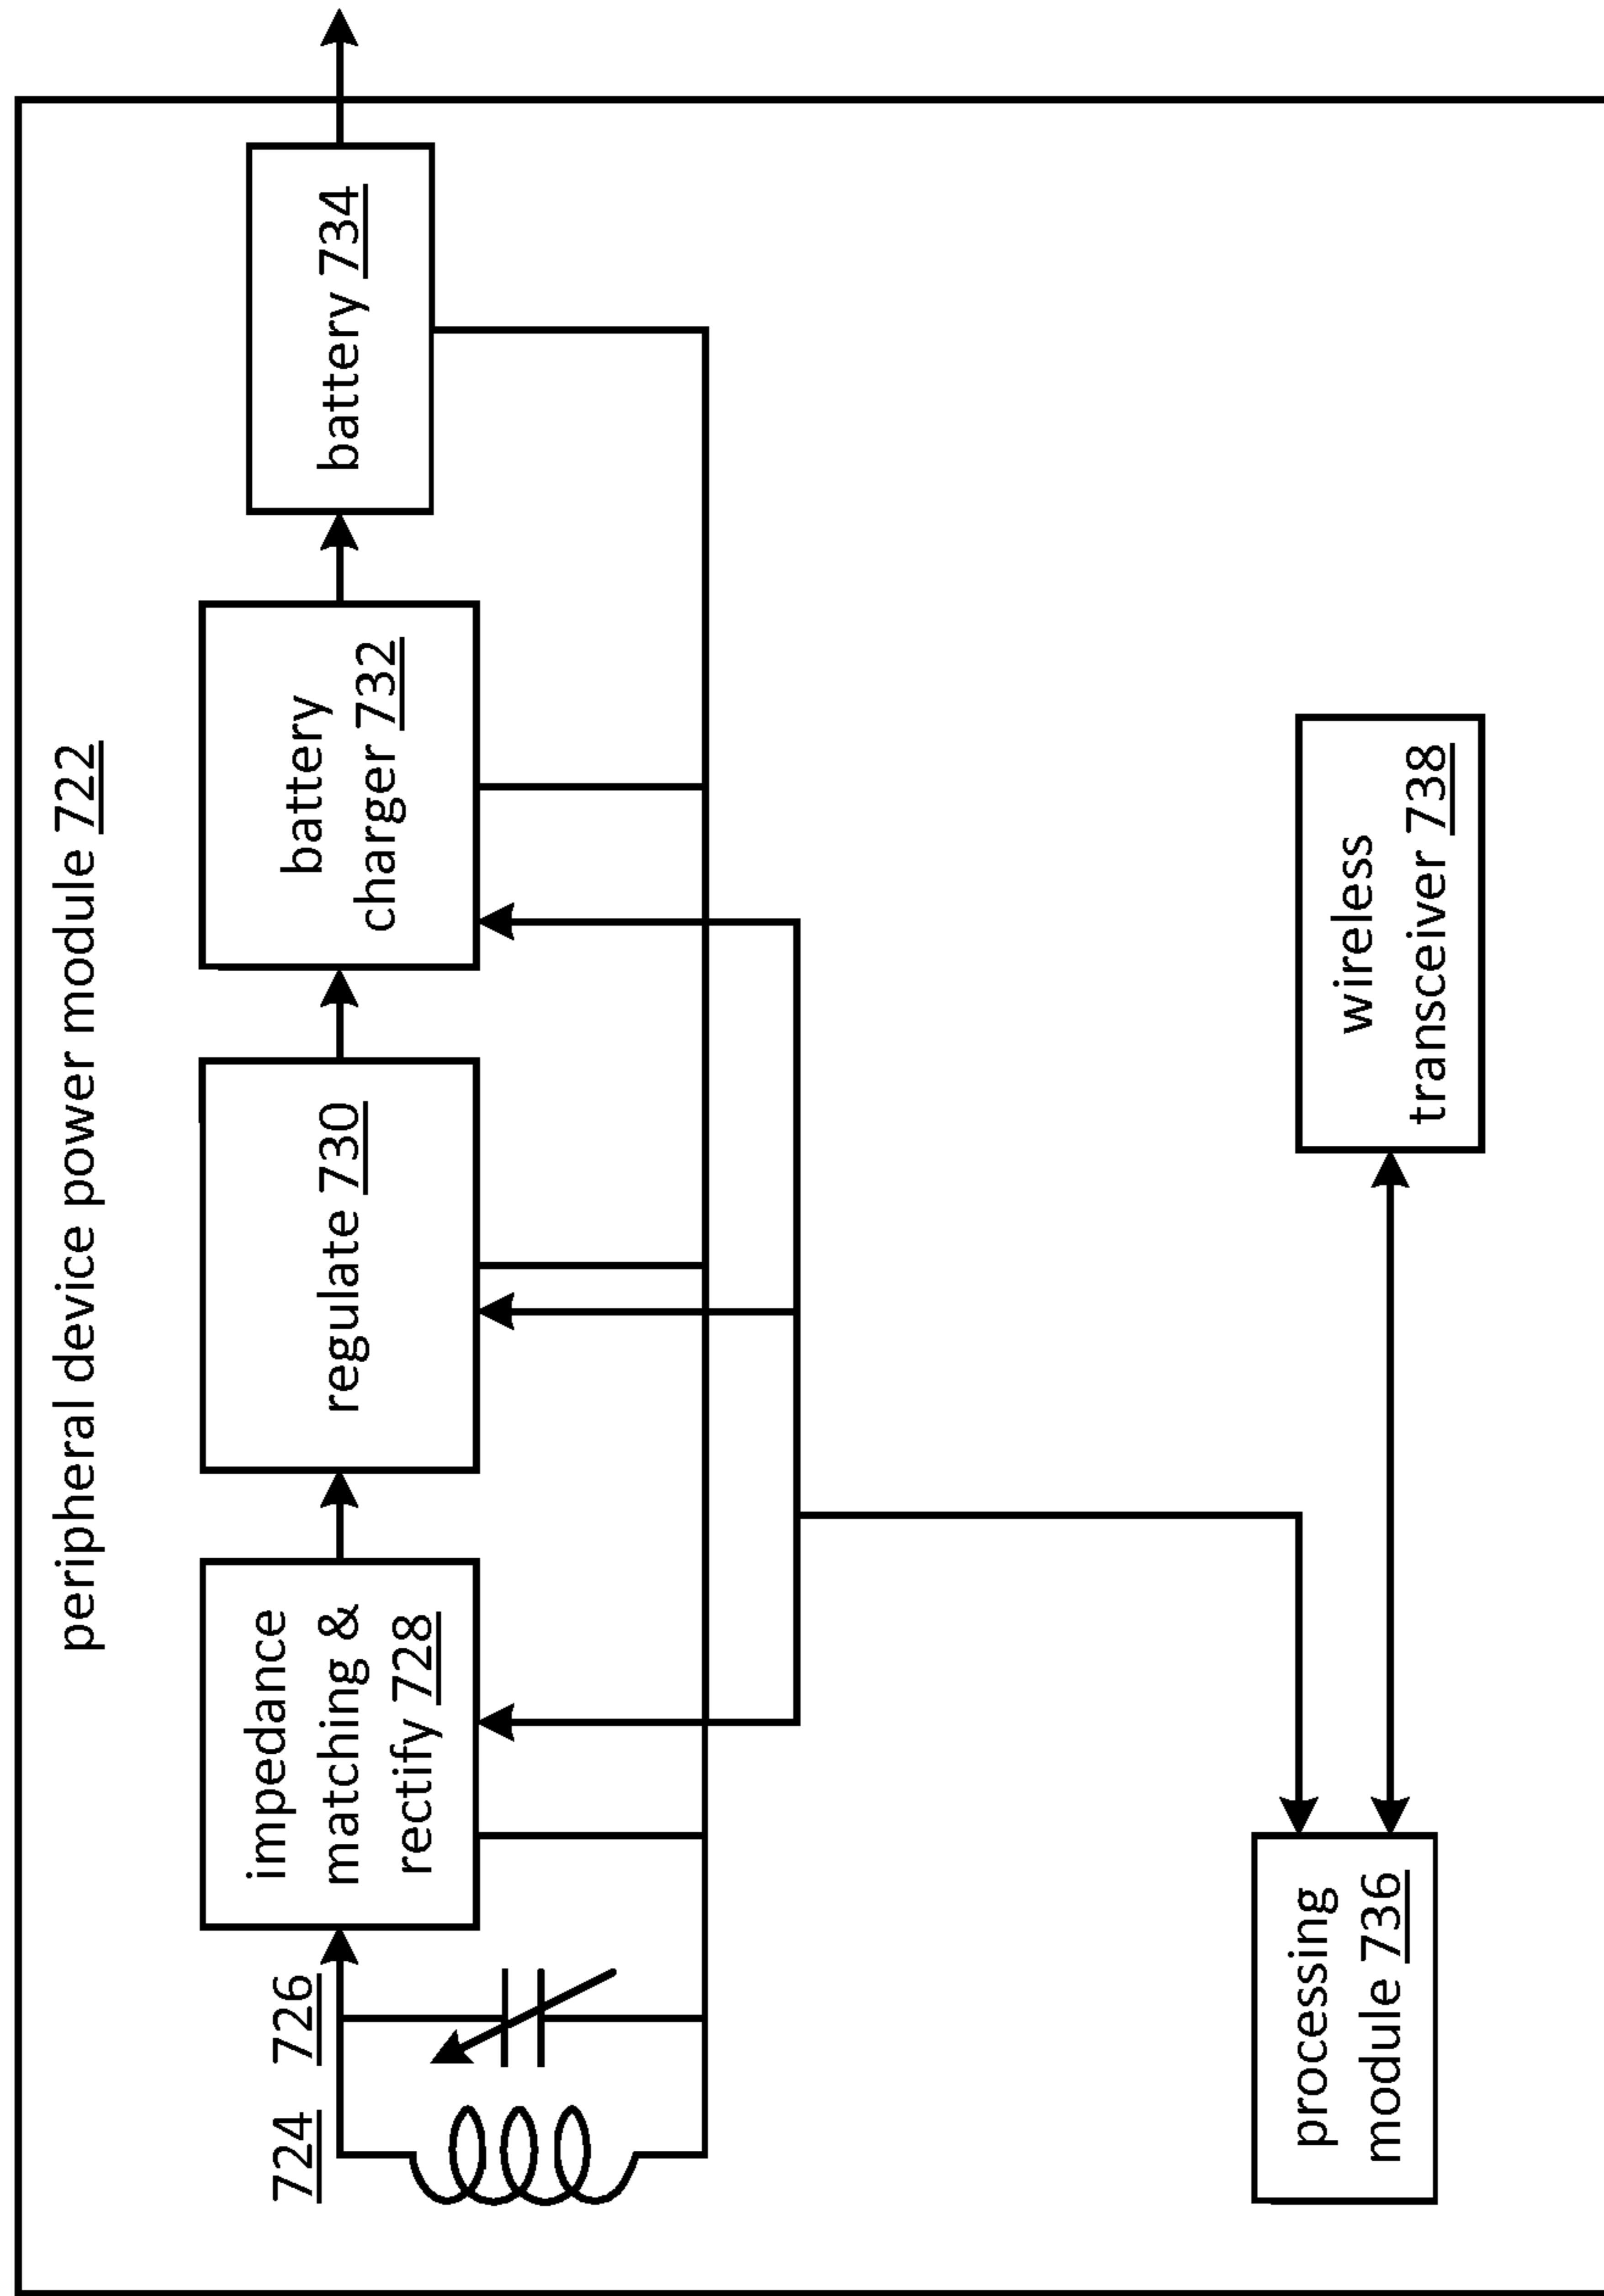 peripheral device power module 722
724
726
impedance
matching &
rectify 728
regulate 730
battery
charger 732
battery 734
processing
module 736
wireless
transceiver 738